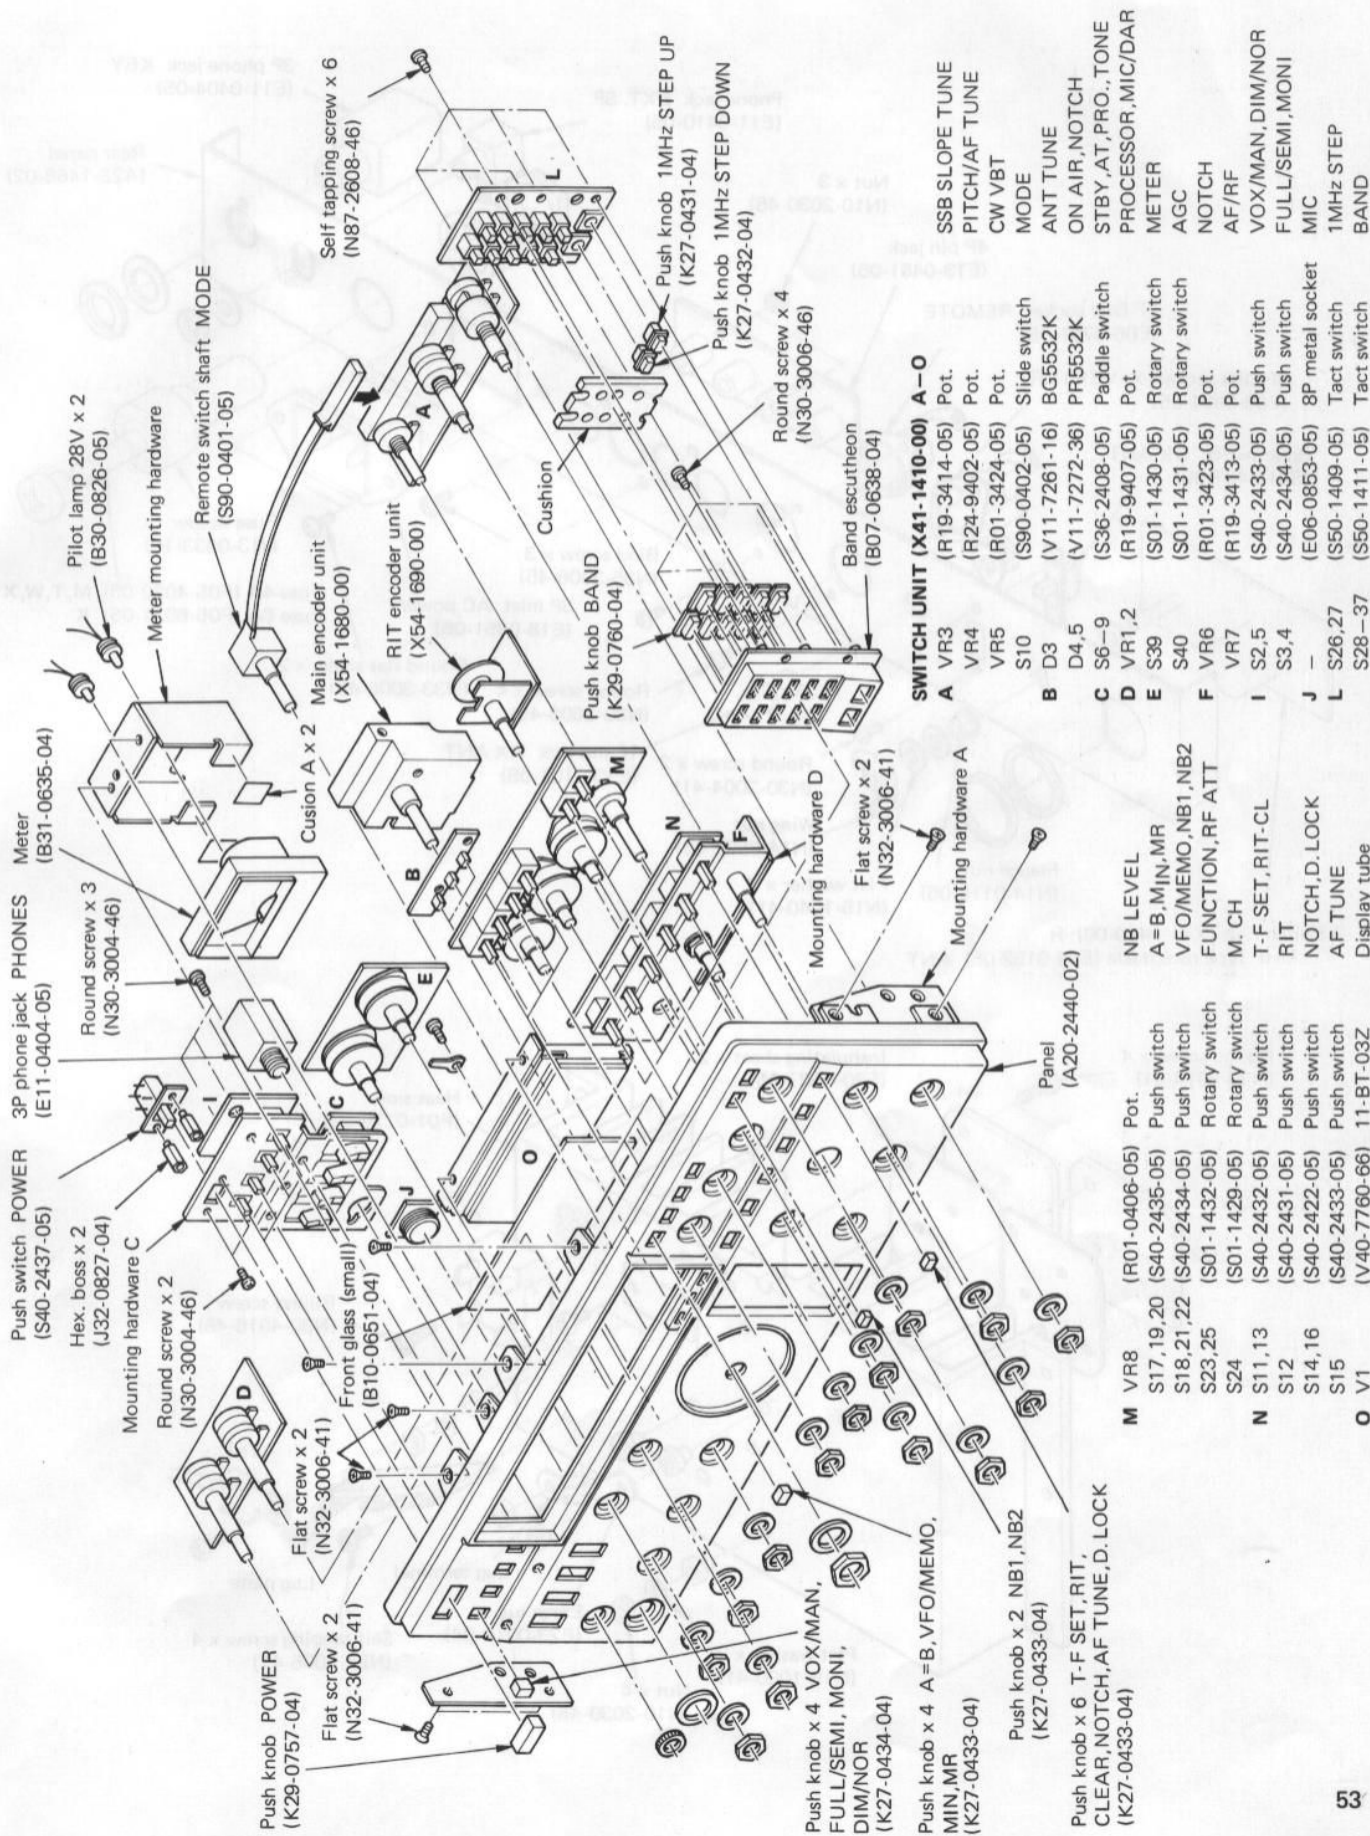 Push switch POWER
(S40-2437-05)
3P phone jack PHONES
(E11-0404-05)
Meter
(B31-0635-04)
Pilot lamp 28V x 2
(B30-0826-05)
Meter mounting hardware
Remote switch shaft MODE
(S90-0401-05)
Self tapping screw x 6
(N87-2608-46)
Hex. boss x 2
(J32-0827-04)
Mounting hardware C
Round screw x 2
(N30-3004-46)
Round screw x 3
(N30-3004-46)
Cusion A x 2
Main encoder unit
(X54-1680-00)
RIT encoder unit
(X54-1690-00)
Push knob 1MHz STEP UP
(K27-0431-04)
Push knob 1MHz STEP DOWN
(K27-0432-04)
Cushion
Round screw x 4
(N30-3006-46)
Push knob BAND
(K29-0760-04)
Band escutheon
(B07-0638-04)
A
B
C
D
E
F
I
J
L
M
N
O
Front glass (small)
(B10-0651-04)
Flat screw x 2
(N32-3006-41)
Flat screw x 2
(N32-3006-41)
Push knob POWER
(K29-0757-04)
Mounting hardware D
Flat screw x 2
(N32-3006-41)
Mounting hardware A
Panel
(A20-2440-02)
Push knob x 4 VX/MAN,
FULL/SEMI, MONI
DIM/NOR
(K27-0434-04)
Push knob x 4 A=B,VFO/MEMO,
MIN,MR
(K27-0433-04)
Push knob x 2 NB1,NB2
(K27-0433-04)
Push knob x 6 T-F SET,RIT,
CLEAR,NOTCH,AF TUNE,D.LOCK
(K27-0433-04)
SWITCH UNIT (X41-1410-00) A–O
A VR3 (R19-3414-05) Pot. SSB SLOPE TUNE
VR4 (R24-9402-05) Pot. PITCH/AF TUNE
VR5 (R01-3424-05) Pot. CW VBT
S10 (S90-0402-05) Slide switch MODE
B D3 (V11-7261-16) BG5532K ANT TUNE
D4,5 (V11-7272-36) PR5532K ON AIR,NOTCH
C S6–9 (S36-2408-05) Paddle switch STBY,AT,PRO.,TONE
D VR1,2 (R19-9407-05) Pot. PROCESSOR,MIC/DAR
E S39 (S01-1430-05) Rotary switch METER
S40 (S01-1431-05) Rotary switch AGC
F VR6 (R01-3423-05) Pot. NOTCH
VR7 (R19-3413-05) Pot. AF/RF
I S2,5 (S40-2433-05) Push switch VOX/MAN,DIM/NOR
S3,4 (S40-2434-05) Push switch FULL/SEMI,MONI
J – (E06-0853-05) 8P metal socket MIC
L S26,27 (S50-1409-05) Tact switch 1MHz STEP
S28–37 (S50-1411-05) Tact switch BAND
M VR8 (R01-0406-05) Pot. NB LEVEL
S17,19,20 (S40-2435-05) Push switch A=B,MIN,MR
S18,21,22 (S40-2434-05) Push switch VFO/MEMO,NB1,NB2
S23,25 (S01-1432-05) Rotary switch FUNCTION,RF ATT
S24 (S01-1429-05) Rotary switch M.CH
N S11,13 (S40-2432-05) Push switch T-F SET,RIT-CL
S12 (S40-2431-05) Push switch RIT
S14,16 (S40-2422-05) Push switch NOTCH,D.LOCK
S15 (S40-2433-05) Push switch AF TUNE
O V1 (V40-7760-66) 11-BT-03Z Display tube
53